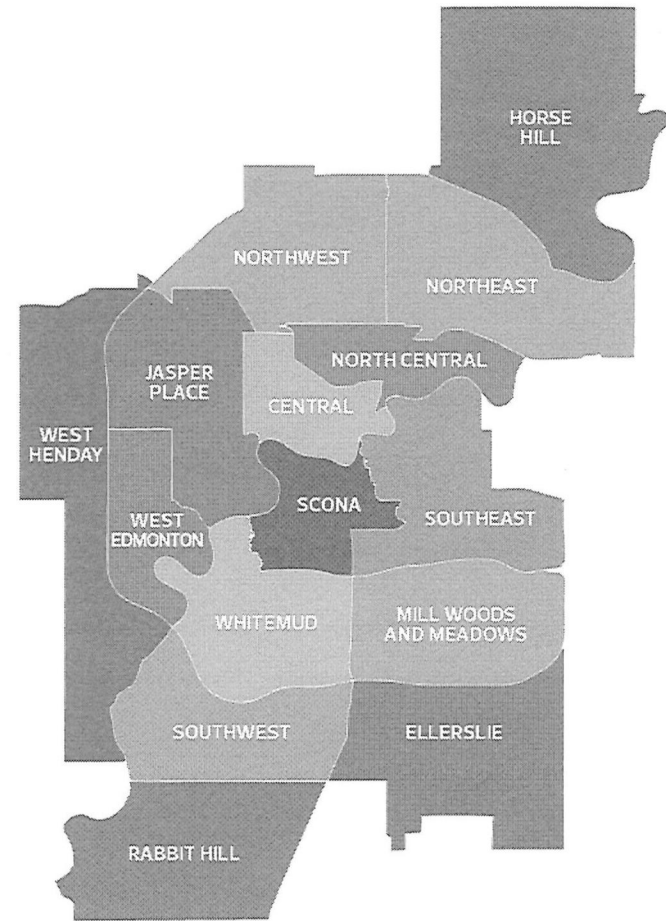 HORSE
HILL
NORTHWEST
NORTHEAST
NORTH CENTRAL
JASPER
PLACE
CENTRAL
WEST
HENDAY
SCONA
WEST
EDMONTON
SOUTHEAST
WHITEMUD
MILL WOODS
AND MEADOWS
SOUTHWEST
ELLERSLIE
RABBIT HILL